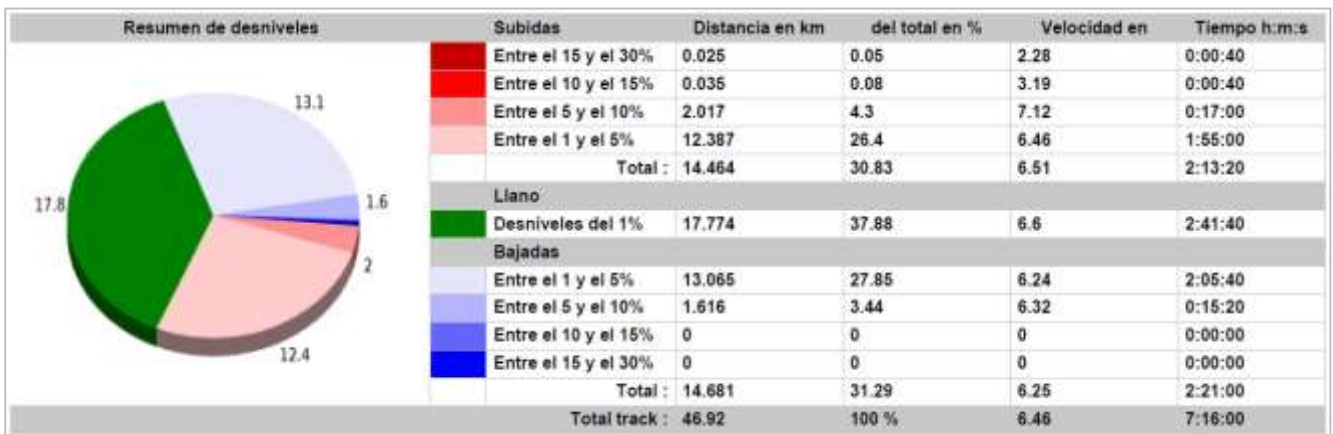 Resumen de desniveles Subidas Distancia en km del total en % Velocidad en Tiempo h:m:s
Entre el 15 y el 30% 0.025 0.05 2.28 0:00:40
Entre el 10 y el 15% 0.035 0.08 3.19 0:00:40
Entre el 5 y el 10% 2.017 4.3 7.12 0:17:00
Entre el 1 y el 5% 12.387 26.4 6.46 1:55:00
Total : 14.464 30.83 6.51 2:13:20
Llano
Desniveles del 1% 17.774 37.88 6.6 2:41:40
Bajadas
Entre el 1 y el 5% 13.065 27.85 6.24 2:05:40
Entre el 5 y el 10% 1.616 3.44 6.32 0:15:20
Entre el 10 y el 15% 0 0 0 0:00:00
Entre el 15 y el 30% 0 0 0 0:00:00
Total : 14.681 31.29 6.25 2:21:00
Total track : 46.92 100 % 6.46 7:16:00
13.1
17.8
1.6
2
12.4